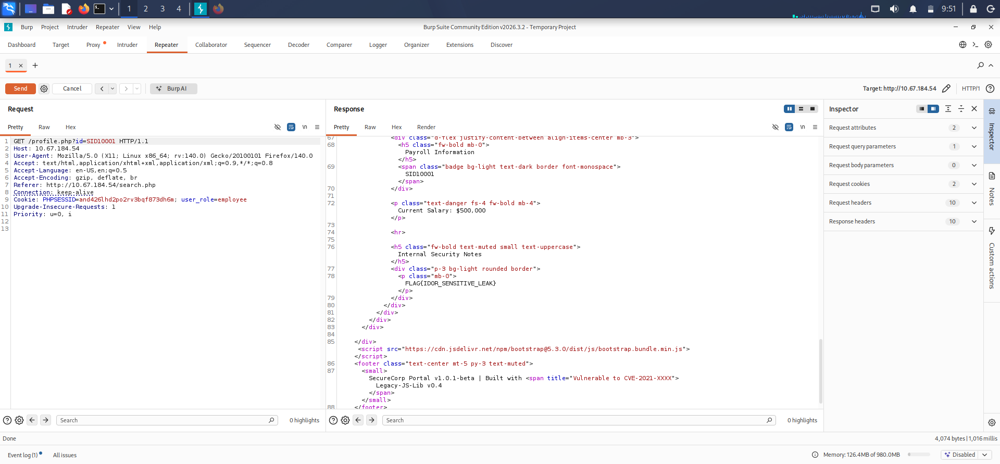 1 2 3 4 9:51
Burp Project Intruder Repeater View Help Burp Suite Community Edition v2026.3.2 - Temporary Project
Dashboard Target Proxy Intruder Repeater Collaborator Sequencer Decoder Comparer Logger Organizer Extensions Discover
1 × +
Send Cancel < > Burp AI Target: http://10.67.184.54 HTTP/1
Request
Pretty Raw Hex \n
1 GET /profile.php?id=SID10001 HTTP/1.1
2 Host: 10.67.184.54
3 User-Agent: Mozilla/5.0 (X11; Linux x86_64; rv:140.0) Gecko/20100101 Firefox/140.0
4 Accept: text/html,application/xhtml+xml,application/xml;q=0.9,*/*;q=0.8
5 Accept-Language: en-US,en;q=0.5
6 Accept-Encoding: gzip, deflate, br
7 Referer: http://10.67.184.54/search.php
8 Connection: keep-alive
9 Cookie: PHPSESSID=and426lhd2po2rv3bqf873dh6m; user_role=employee
10 Upgrade-Insecure-Requests: 1
11 Priority: u=0, i
12
13
Search 0 highlights
Response
Pretty Raw Hex Render \n
67 <div class="d-flex justify-content-between align-items-center mb-3">
68 <h5 class="fw-bold mb-0">
Payroll Information
</h5>
69 <span class="badge bg-light text-dark border font-monospace">
SID10001
</span>
70 </div>
71
72 <p class="text-danger fs-4 fw-bold mb-4">
Current Salary: $500,000
</p>
73
74 <hr>
75
76 <h5 class="fw-bold text-muted small text-uppercase">
Internal Security Notes
</h5>
77 <div class="p-3 bg-light rounded border">
78 <p class="mb-0">
FLAG{IDOR_SENSITIVE_LEAK}
</p>
79 </div>
80 </div>
81 </div>
82 </div>
83 </div>
84
85 </div>
<script src="https://cdn.jsdelivr.net/npm/bootstrap@5.3.0/dist/js/bootstrap.bundle.min.js">
</script>
86 <footer class="text-center mt-5 py-3 text-muted">
87 <small>
SecureCorp Portal v1.0.1-beta | Built with <span title="Vulnerable to CVE-2021-XXXX">
Legacy-JS-Lib v0.4
</span>
</small>
88 </footer>
Search 0 highlights
Inspector
Request attributes 2
Request query parameters 1
Request body parameters 0
Request cookies 2
Request headers 10
Response headers 10
Inspector
Notes
Custom actions
Done 4,074 bytes | 1,016 millis
Event log (1) All issues Memory: 126.4MB of 980.0MB Disabled